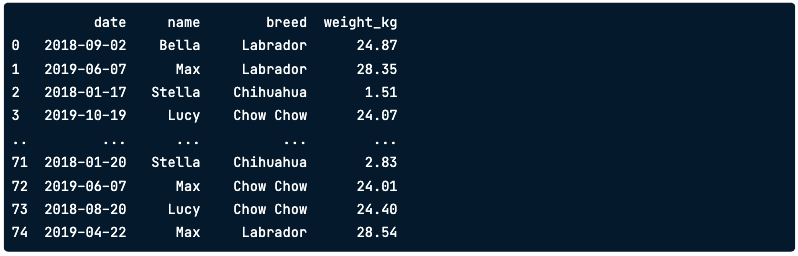 date name breed weight_kg
0 2018-09-02 Bella Labrador 24.87
1 2019-06-07 Max Labrador 28.35
2 2018-01-17 Stella Chihuahua 1.51
3 2019-10-19 Lucy Chow Chow 24.07
.. ... ... ... ...
71 2018-01-20 Stella Chihuahua 2.83
72 2019-06-07 Max Chow Chow 24.01
73 2018-08-20 Lucy Chow Chow 24.40
74 2019-04-22 Max Labrador 28.54